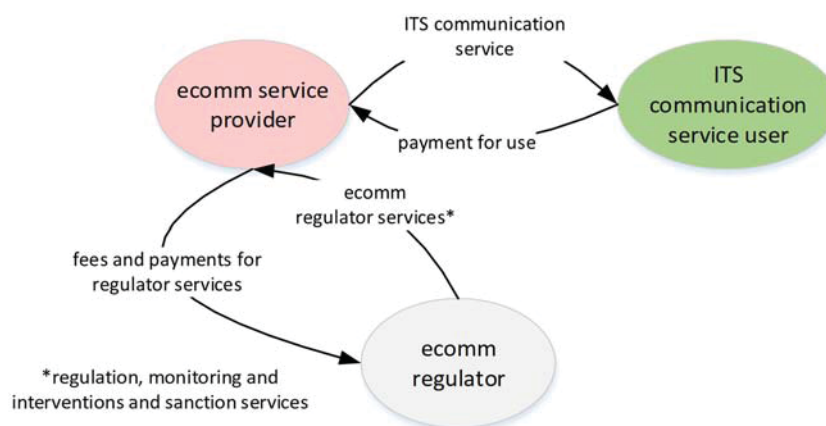 ITS communication
service
ecomm service
provider
ITS
communication
service user
payment for use
ecomm
regulator services*
fees and payments for
regulator services
ecomm
regulator
*regulation, monitoring and
interventions and sanction services